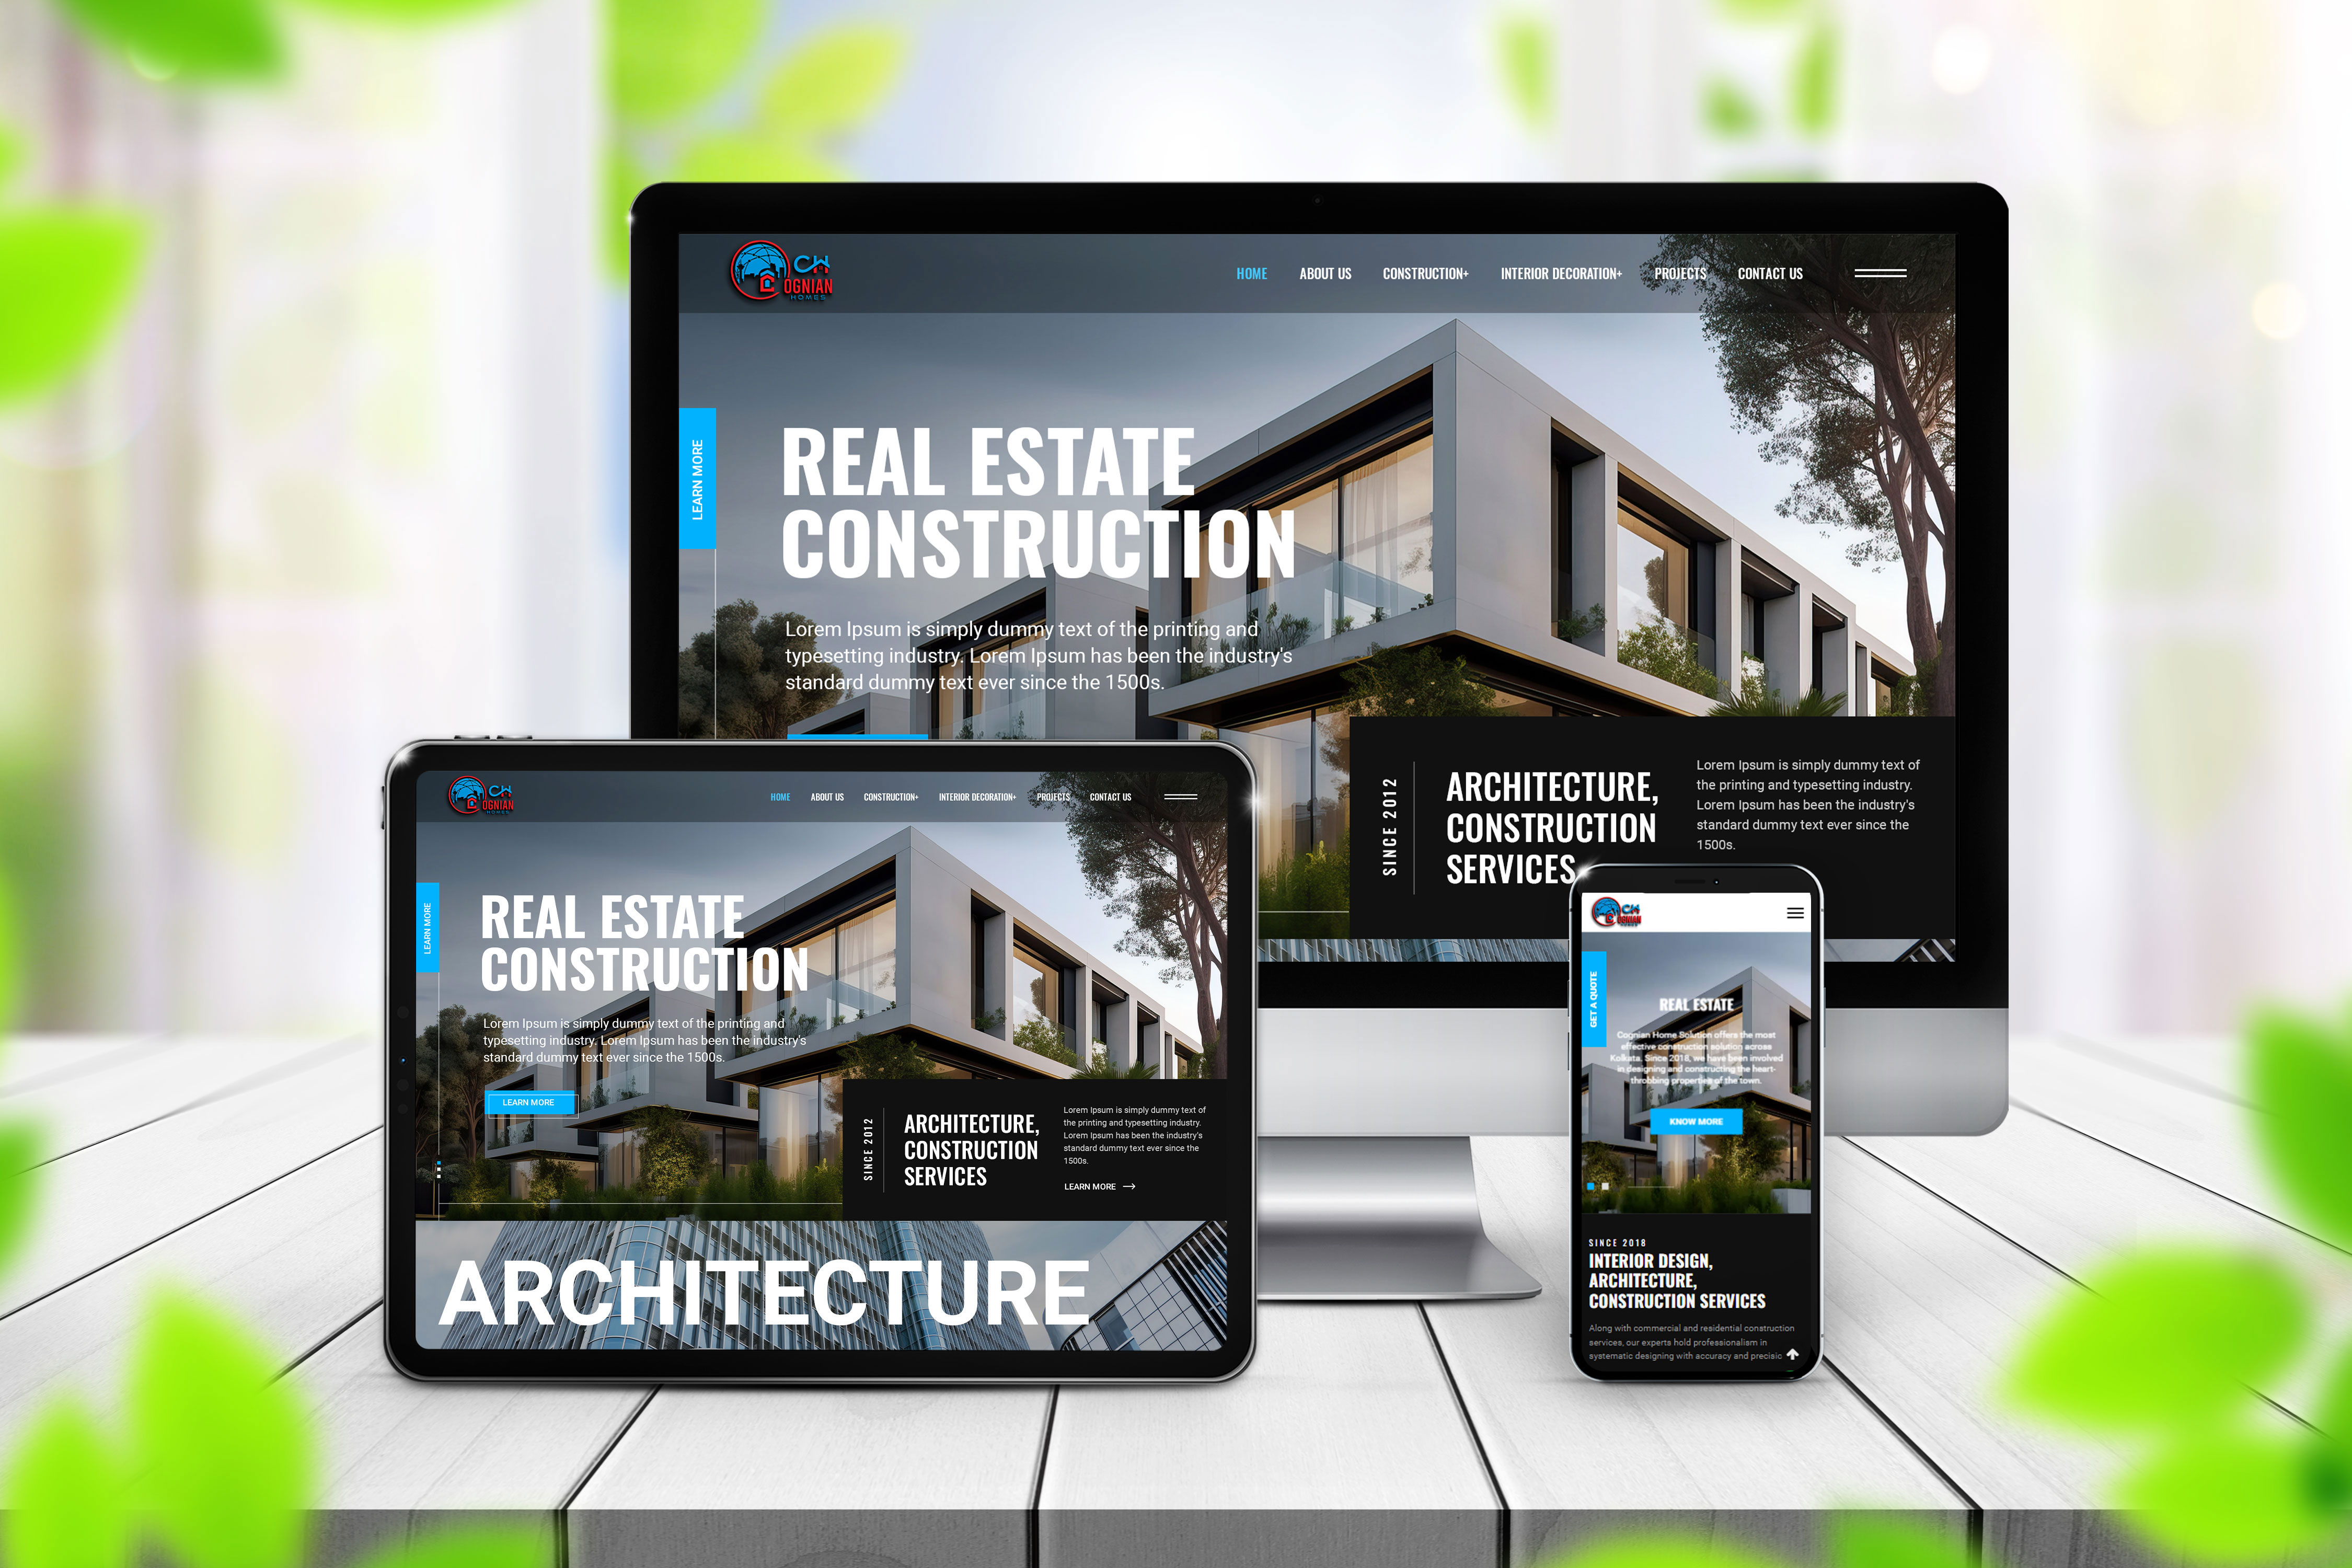 CH
OGNIAN
HOMES
HOME ABOUT US CONSTRUCTION+ INTERIOR DECORATION+ PROJECTS CONTACT US
LEARN MORE
REAL ESTATE
CONSTRUCTION
Lorem Ipsum is simply dummy text of the printing and
typesetting industry. Lorem Ipsum has been the industry's
standard dummy text ever since the 1500s.
SINCE 2012
ARCHITECTURE,
CONSTRUCTION
SERVICES
Lorem Ipsum is simply dummy text of
the printing and typesetting industry.
Lorem Ipsum has been the industry's
standard dummy text ever since the
1500s.
CH
OGNIAN
HOMES
HOME ABOUT US CONSTRUCTION+ INTERIOR DECORATION+ PROJECTS CONTACT US
LEARN MORE
REAL ESTATE
CONSTRUCTION
Lorem Ipsum is simply dummy text of the printing and
typesetting industry. Lorem Ipsum has been the industry's
standard dummy text ever since the 1500s.
LEARN MORE
SINCE 2012
ARCHITECTURE,
CONSTRUCTION
SERVICES
Lorem Ipsum is simply dummy text of
the printing and typesetting industry.
Lorem Ipsum has been the industry's
standard dummy text ever since the
1500s.
LEARN MORE
ARCHITECTURE
CH
OGNIAN
GET A QUOTE
REAL ESTATE
Cognian Home Solution offers the most
effective construction solution across
Kolkata. Since 2018, we have been involved
in designing and constructing the heart-
throbbing properties of the town.
KNOW MORE
SINCE 2018
INTERIOR DESIGN,
ARCHITECTURE,
CONSTRUCTION SERVICES
Along with commercial and residential construction
services, our experts hold professionalism in
systematic designing with accuracy and precisio